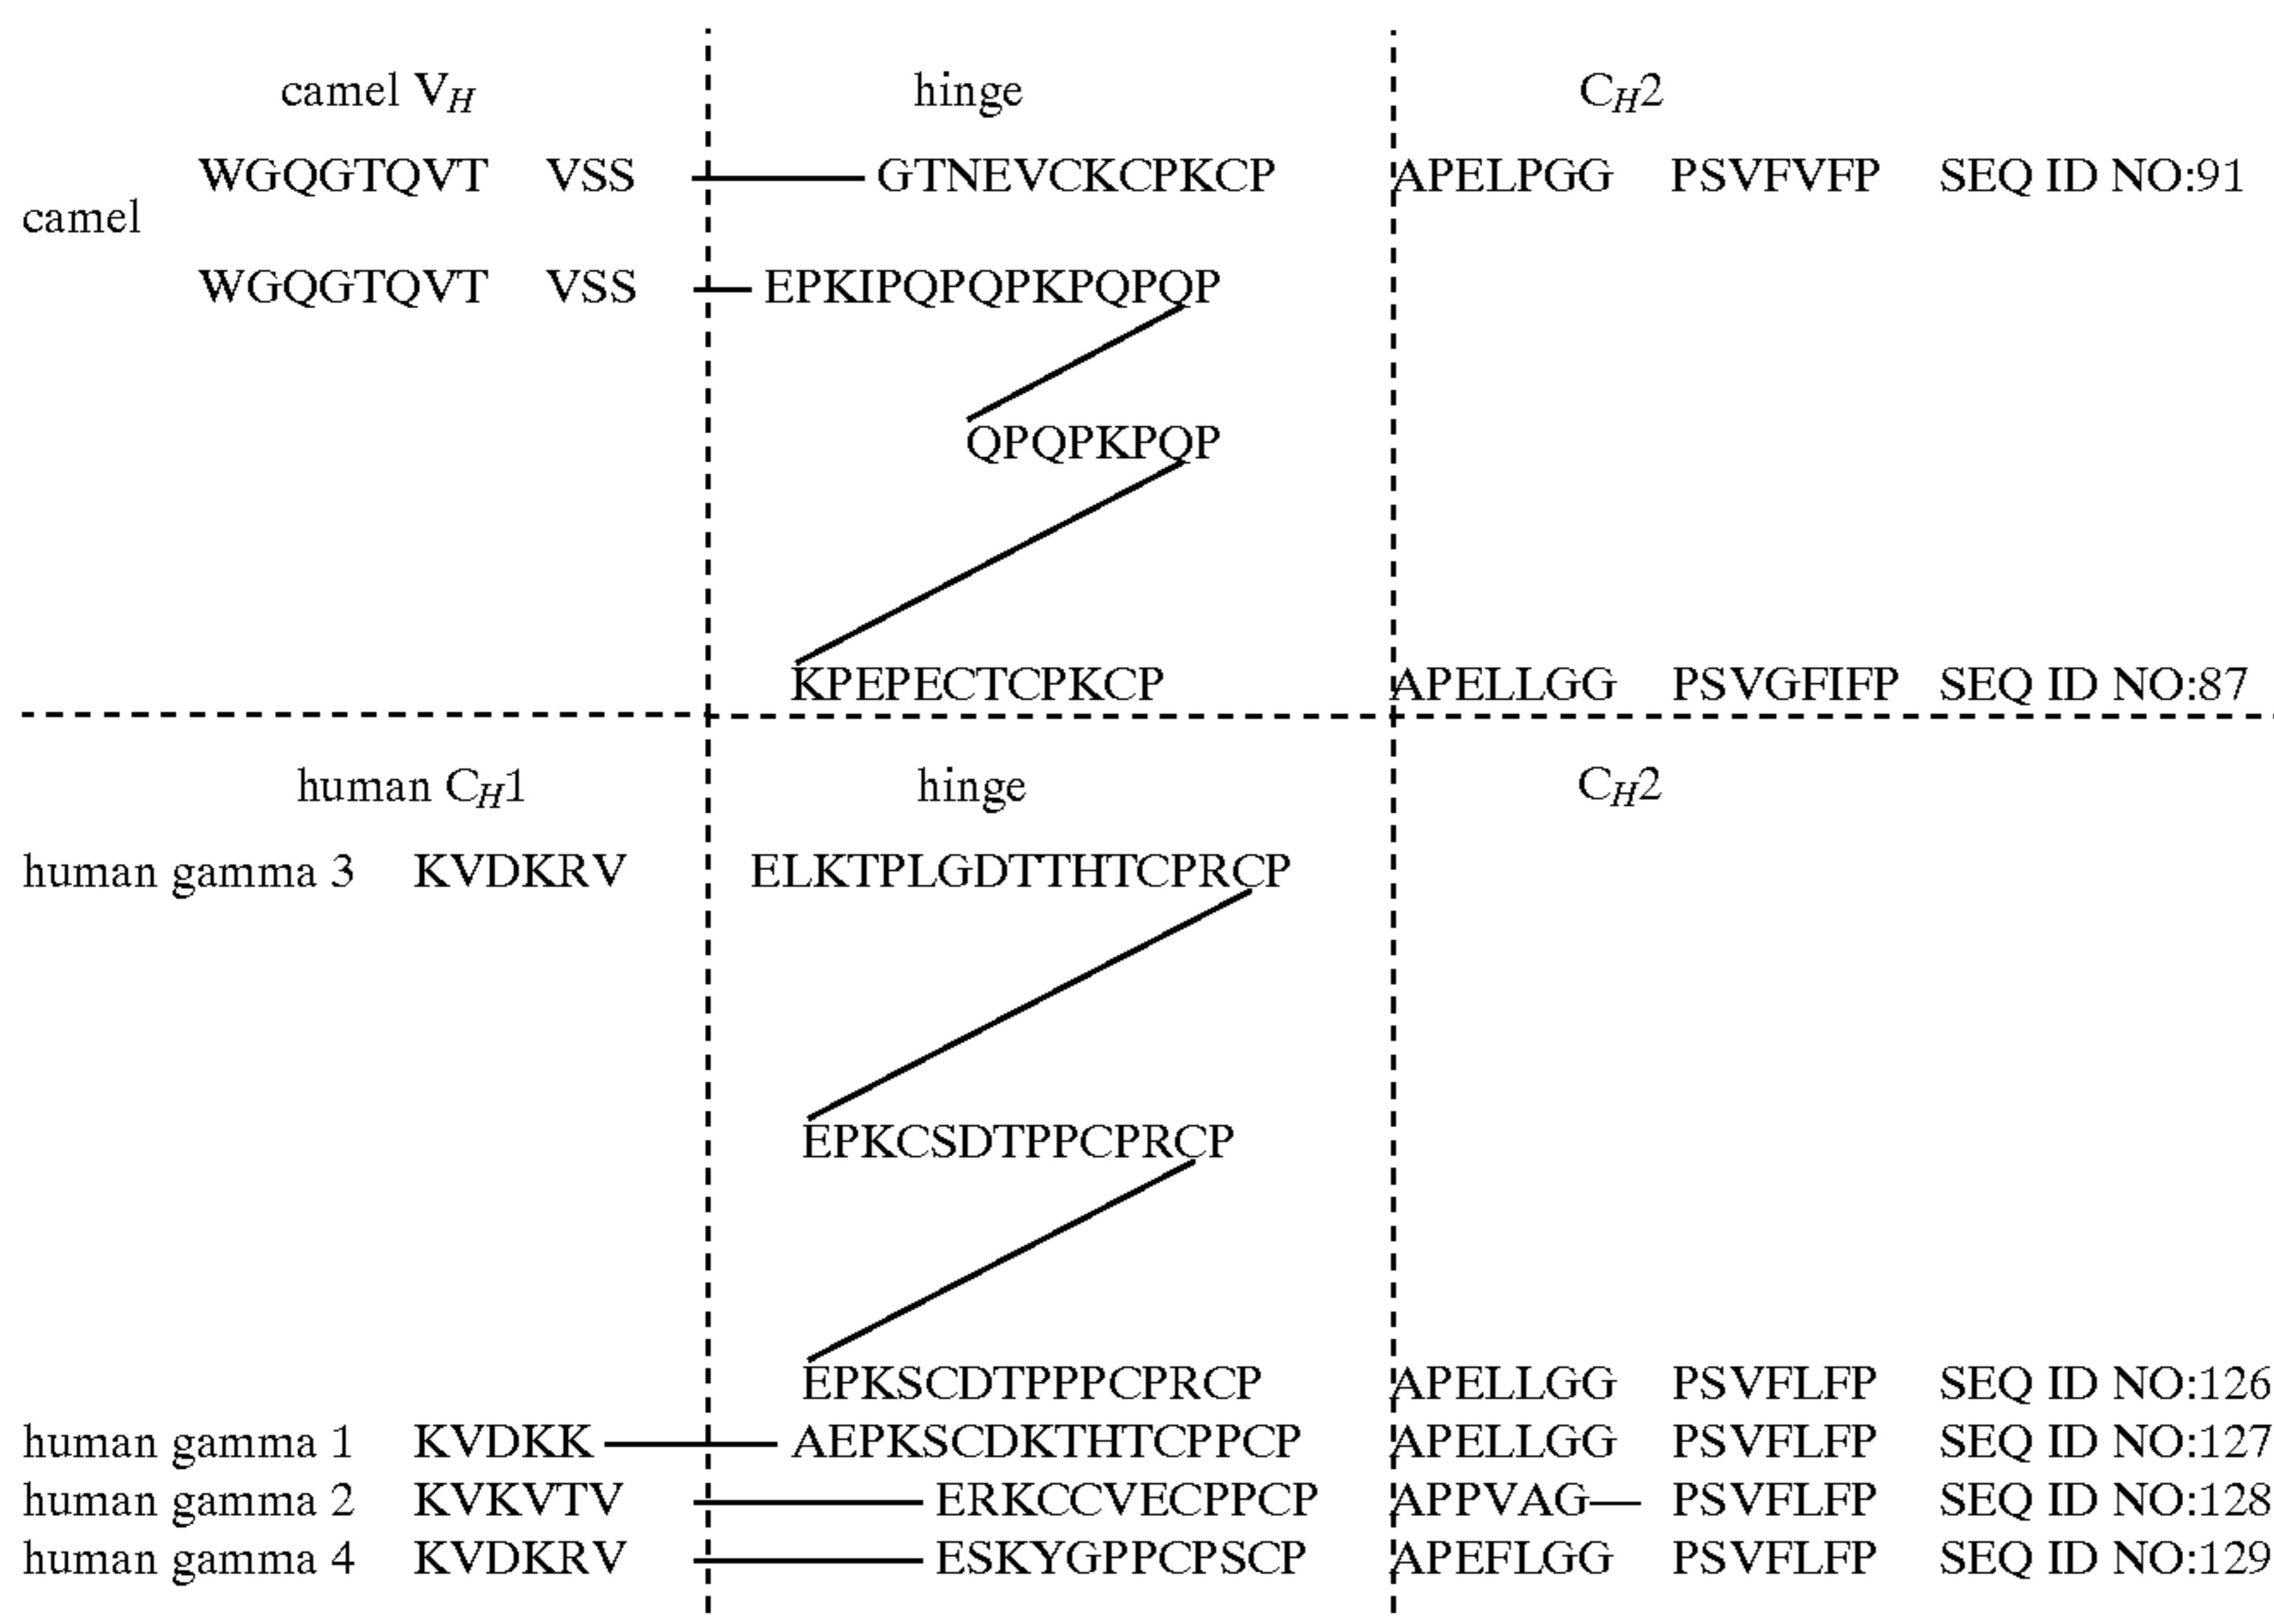 camel VH hinge CH2
WGQGTQVT VSS GTNEVCKCPKCP APELPGG PSVFVFP SEQ ID NO:91
camel
WGQGTQVT VSS EPKIPQPQPKPQPQP
QPQPKPQP
KPEPECTCPKCP APELLGG PSVGFIFP SEQ ID NO:87
human CH1 hinge CH2
human gamma 3 KVDKRV ELKTPLGDTTHTCPRCP
EPKCSDTPPCPRCP
EPKSCDTPPPCPRCP APELLGG PSVFLFP SEQ ID NO:126
human gamma 1 KVDKK AEPKSCDKTHTCPPCP APELLGG PSVFLFP SEQ ID NO:127
human gamma 2 KVKVTV ERKCCVECPPCP APPVAG PSVFLFP SEQ ID NO:128
human gamma 4 KVDKRV ESKYGPPCPSCP APEFLGG PSVFLFP SEQ ID NO:129